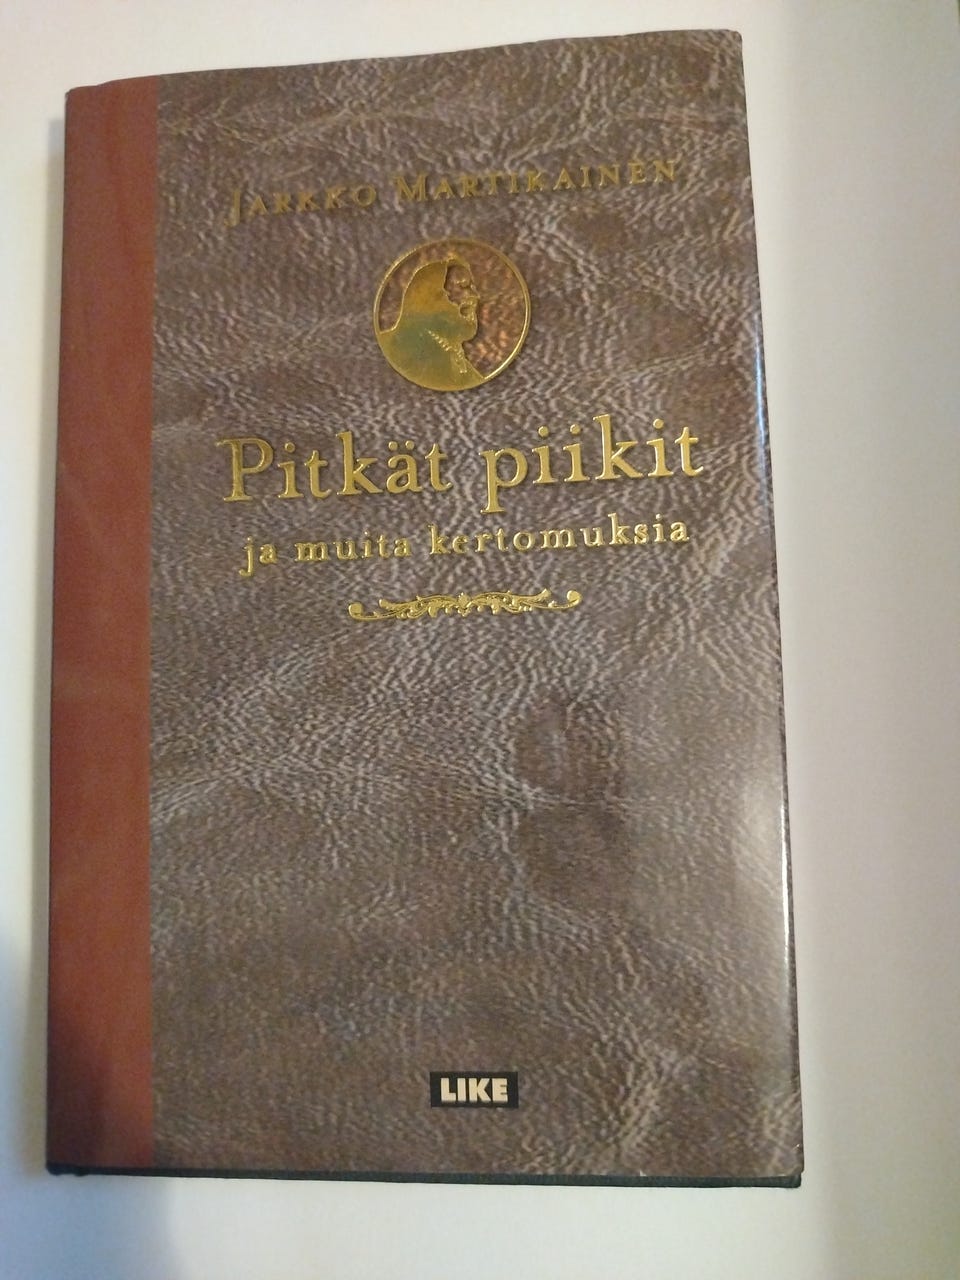 JARKKO MARTIKAINEN
Pitkät piikit
ja muita kertomuksia
LIKE